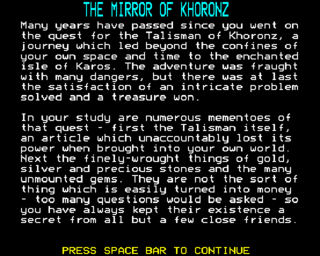 THE MIRROR OF KHORONZ
Many years have passed since you went on
the quest for the Talisman of Khoronz, a
journey which led beyond the confines of
your own space and time to the enchanted
isle of Karos. The adventure was fraught
with many dangers, but there was at last
the satisfaction of an intricate problem
solved and a treasure won.
In your study are numerous mementoes of
that quest - first the Talisman itself,
an article which unaccountably lost its
power when brought into your own world.
Next the finely-wrought things of gold,
silver and precious stones and the many
unmounted gems. They are not the sort of
thing which is easily turned into money
- too many questions would be asked - so
you have always kept their existence a
secret from all but a few close friends.
PRESS SPACE BAR TO CONTINUE